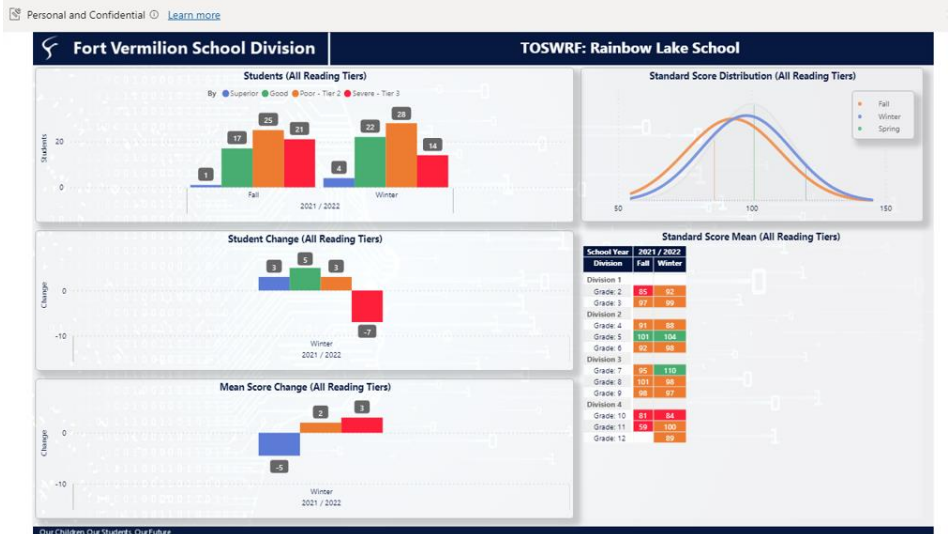 Personal and Confidential ⓘ Learn more
Fort Vermilion School Division
TOSWRF: Rainbow Lake School
Students (All Reading Tiers)
By Superior Good Poor - Tier 2 Severe - Tier 3
Students
20
0
1
17
25
21
4
22
28
14
Fall
Winter
2021 / 2022
Student Change (All Reading Tiers)
Change
0
-10
3
5
3
-7
Winter
2021 / 2022
Mean Score Change (All Reading Tiers)
Change
0
-10
-5
2
3
Winter
2021 / 2022
Standard Score Distribution (All Reading Tiers)
Fall
Winter
Spring
50
100
150
Standard Score Mean (All Reading Tiers)
School Year 2021 / 2022
Division Fall Winter
Division 1
Grade: 2 85 92
Grade: 3 97 99
Division 2
Grade: 4 91 88
Grade: 5 101 104
Grade: 6 92 98
Division 3
Grade: 7 95 110
Grade: 8 101 98
Grade: 9 98 97
Division 4
Grade: 10 81 84
Grade: 11 59 100
Grade: 12 89
Our Children, Our Students, Our Future